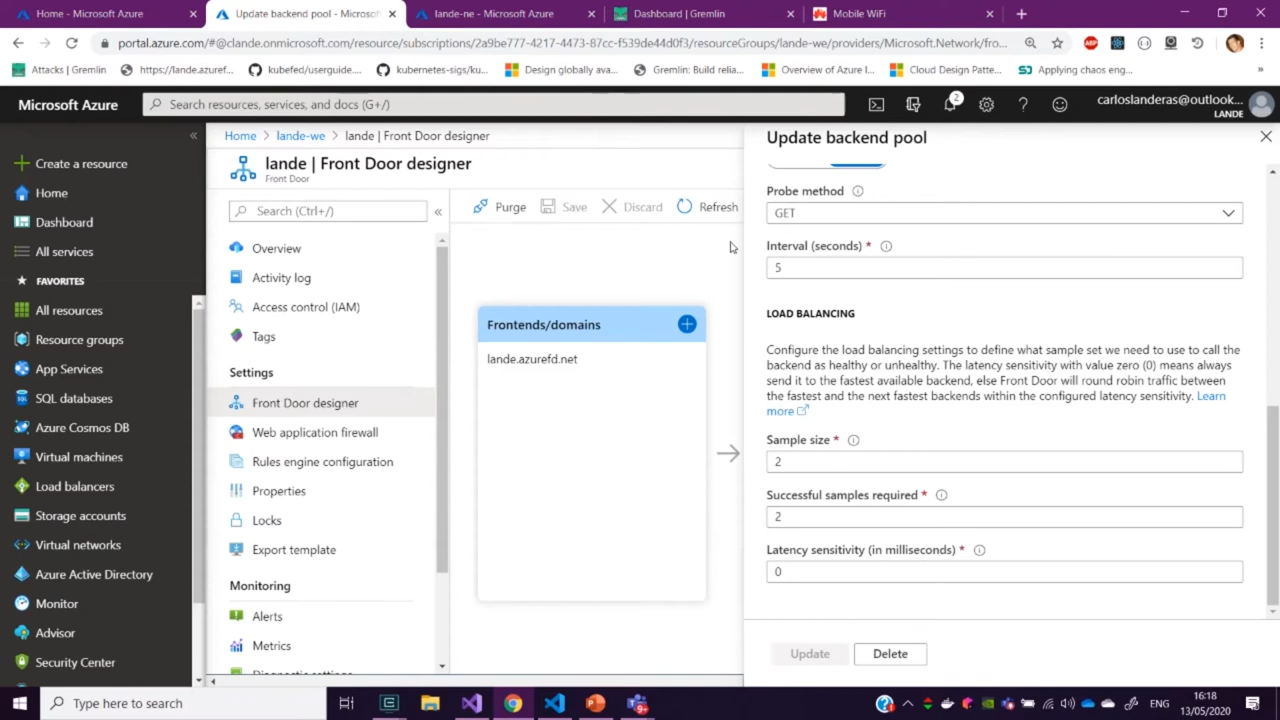 Home - Microsoft Azure
Update backend pool - Microsof
lande-ne - Microsoft Azure
Dashboard | Gremlin
Mobile WiFi
portal.azure.com/#@clande.onmicrosoft.com/resource/subscriptions/2a9be777-4217-4473-87cc-f539de44d0f3/resourceGroups/lande-we/providers/Microsoft.Network/fro...
ABP
Attacks | Gremlin
https://lande.azuref...
kubefed/userguide....
kubernetes-sigs/ku...
Design globally ava...
Gremlin: Build relia...
Overview of Azure I...
Cloud Design Patte...
Applying chaos eng...
»
Microsoft Azure
Search resources, services, and docs (G+/)
2
carloslanderas@outlook...
LANDE
«
Create a resource
Home
Dashboard
All services
FAVORITES
All resources
Resource groups
App Services
SQL databases
Azure Cosmos DB
Virtual machines
Load balancers
Storage accounts
Virtual networks
Azure Active Directory
Monitor
Advisor
Security Center
Home > lande-we > lande | Front Door designer
lande | Front Door designer
Front Door
Search (Ctrl+/)
«
Overview
Activity log
Access control (IAM)
Tags
Settings
Front Door designer
Web application firewall
Rules engine configuration
Properties
Locks
Export template
Monitoring
Alerts
Metrics
Diagnostic settings
Purge
Save
Discard
Refresh
Frontends/domains
lande.azurefd.net
Update backend pool
Probe method
GET
Interval (seconds) *
5
LOAD BALANCING
Configure the load balancing settings to define what sample set we need to use to call the
backend as healthy or unhealthy. The latency sensitivity with value zero (0) means always
send it to the fastest available backend, else Front Door will round robin traffic between
the fastest and the next fastest backends within the configured latency sensitivity. Learn
more
Sample size *
2
Successful samples required *
2
Latency sensitivity (in milliseconds) *
0
Update
Delete
Type here to search
ENG
16:18
13/05/2020